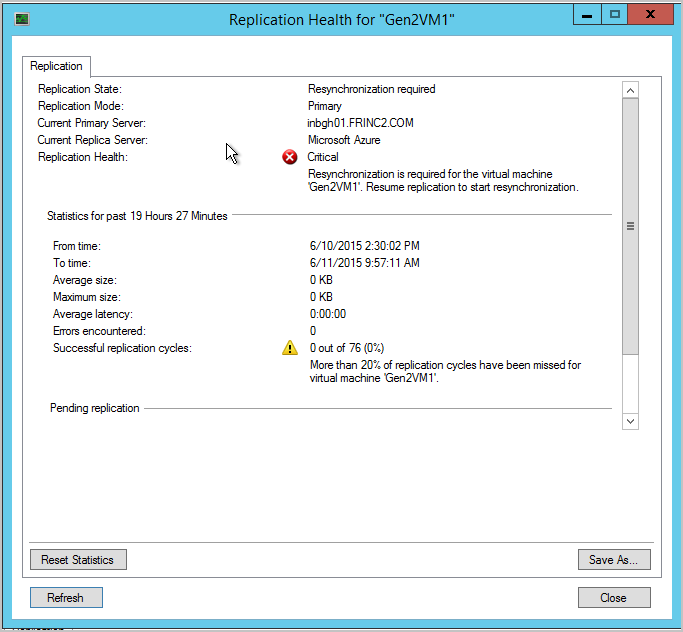 Replication Health for "Gen2VM1"
Replication
Replication State: Resynchronization required
Replication Mode: Primary
Current Primary Server: inbgh01.FRINC2.COM
Current Replica Server: Microsoft Azure
Replication Health: Critical
Resynchronization is required for the virtual machine
'Gen2VM1'. Resume replication to start resynchronization.
Statistics for past 19 Hours 27 Minutes
From time: 6/10/2015 2:30:02 PM
To time: 6/11/2015 9:57:11 AM
Average size: 0 KB
Maximum size: 0 KB
Average latency: 0:00:00
Errors encountered: 0
Successful replication cycles: 0 out of 76 (0%)
More than 20% of replication cycles have been missed for
virtual machine 'Gen2VM1'.
Pending replication
Reset Statistics Save As...
Refresh Close